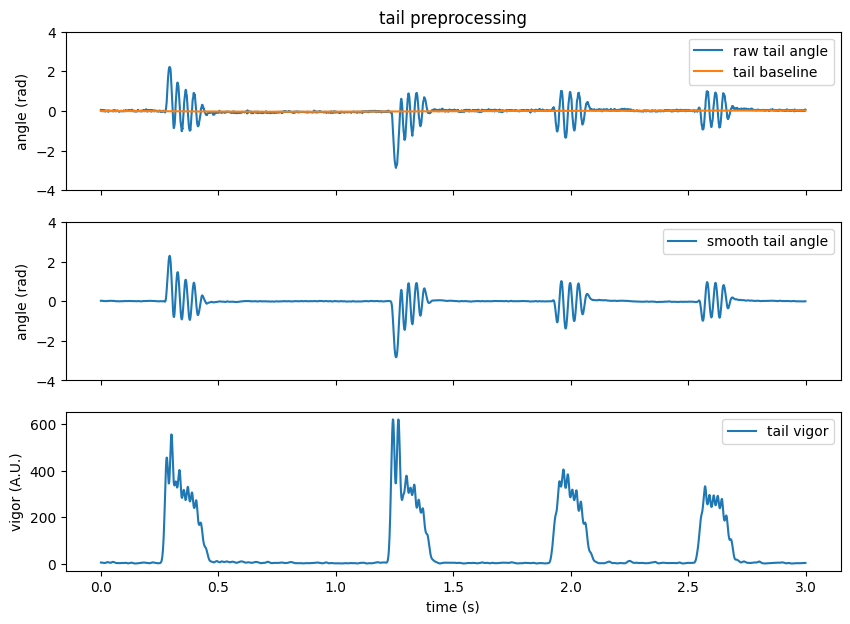 tail preprocessing
4
2
0
−2
−4
angle (rad)
raw tail angle
tail baseline
4
2
0
−2
−4
angle (rad)
smooth tail angle
600
400
200
0
vigor (A.U.)
tail vigor
0.0 0.5 1.0 1.5 2.0 2.5 3.0
time (s)